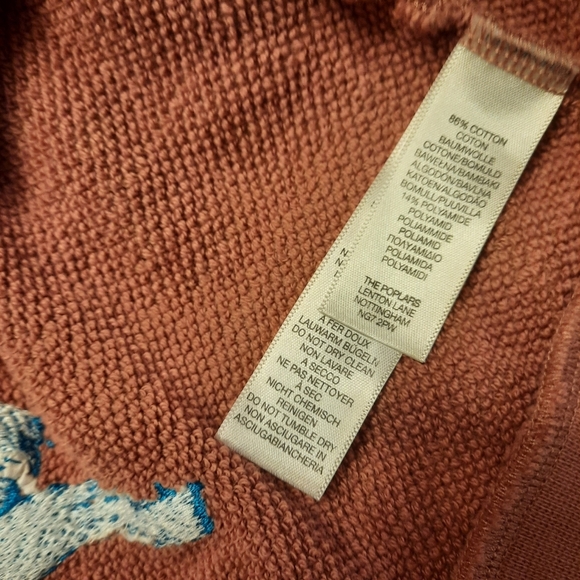 86% COTTON
COTON
BAUMWOLLE
COTONE/BOMULD
BAWEŁNA/BAMBAKI
ALGODÓN/BAVLNA
KATOEN/ALGODÃO
BOMULL/PUUVILLA
14% POLYAMIDE
POLYAMID
POLIAMMIDE
POLIAMID
ΠΟΛΥΑΜΙΔΙΟ
POLIAMIDA
POLYAMIDI
THE POPLARS
LENTON LANE
NOTTINGHAM
NG7 2PW
À FER DOUX
LAUWARM BÜGELN
DO NOT DRY CLEAN
NON LAVARE
A SECCO
NE PAS NETTOYER
À SEC
NICHT CHEMISCH
REINIGEN
DO NOT TUMBLE DRY
NON ASCIUGARE IN
ASCIUGABIANCHERIA